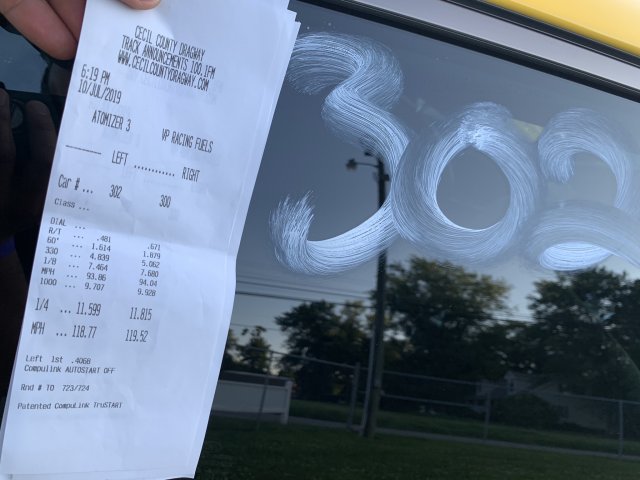 CECIL COUNTY DRAGWAY
TRACK ANNOUNCEMENTS 100.1FM
WWW.CECILCOUNTYDRAGWAY.COM
6:19 PM
10/JUL/2019
ATOMIZER 3 VP RACING FUELS
---------- LEFT ............ RIGHT
Car # ... 302 300
Class ...
DIAL ...
R/T ... .481 .671
60' ... 1.614 1.879
330 ... 4.839 5.062
1/8 ... 7.464 7.680
MPH ... 93.86 94.04
1000 ... 9.707 9.928
1/4 ... 11.599 11.815
MPH ... 118.77 119.52
Left 1st .4068
Compulink AUTOSTART OFF
Rnd # 10 723/724
Patented CompuLink TruSTART
302